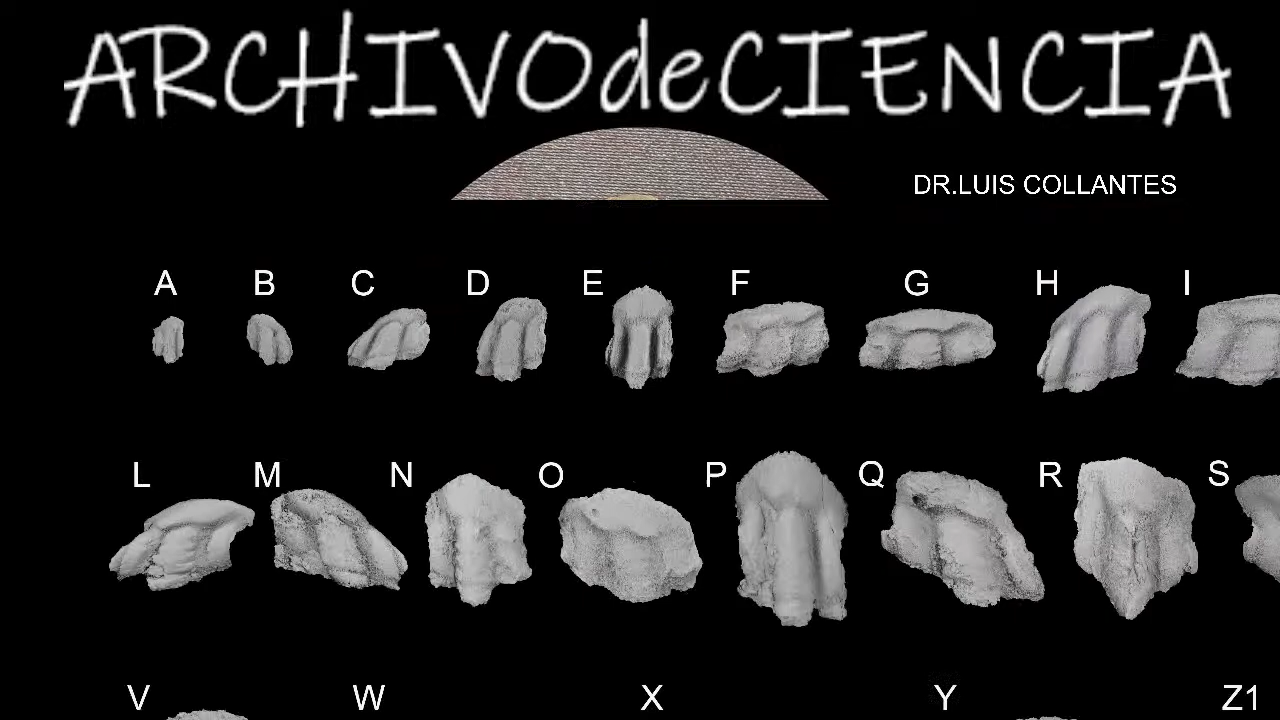 ARCHIVOdeCIENCIA
DR.LUIS COLLANTES
A B C D E F G H I
L M N O P Q R S
V W X Y Z1